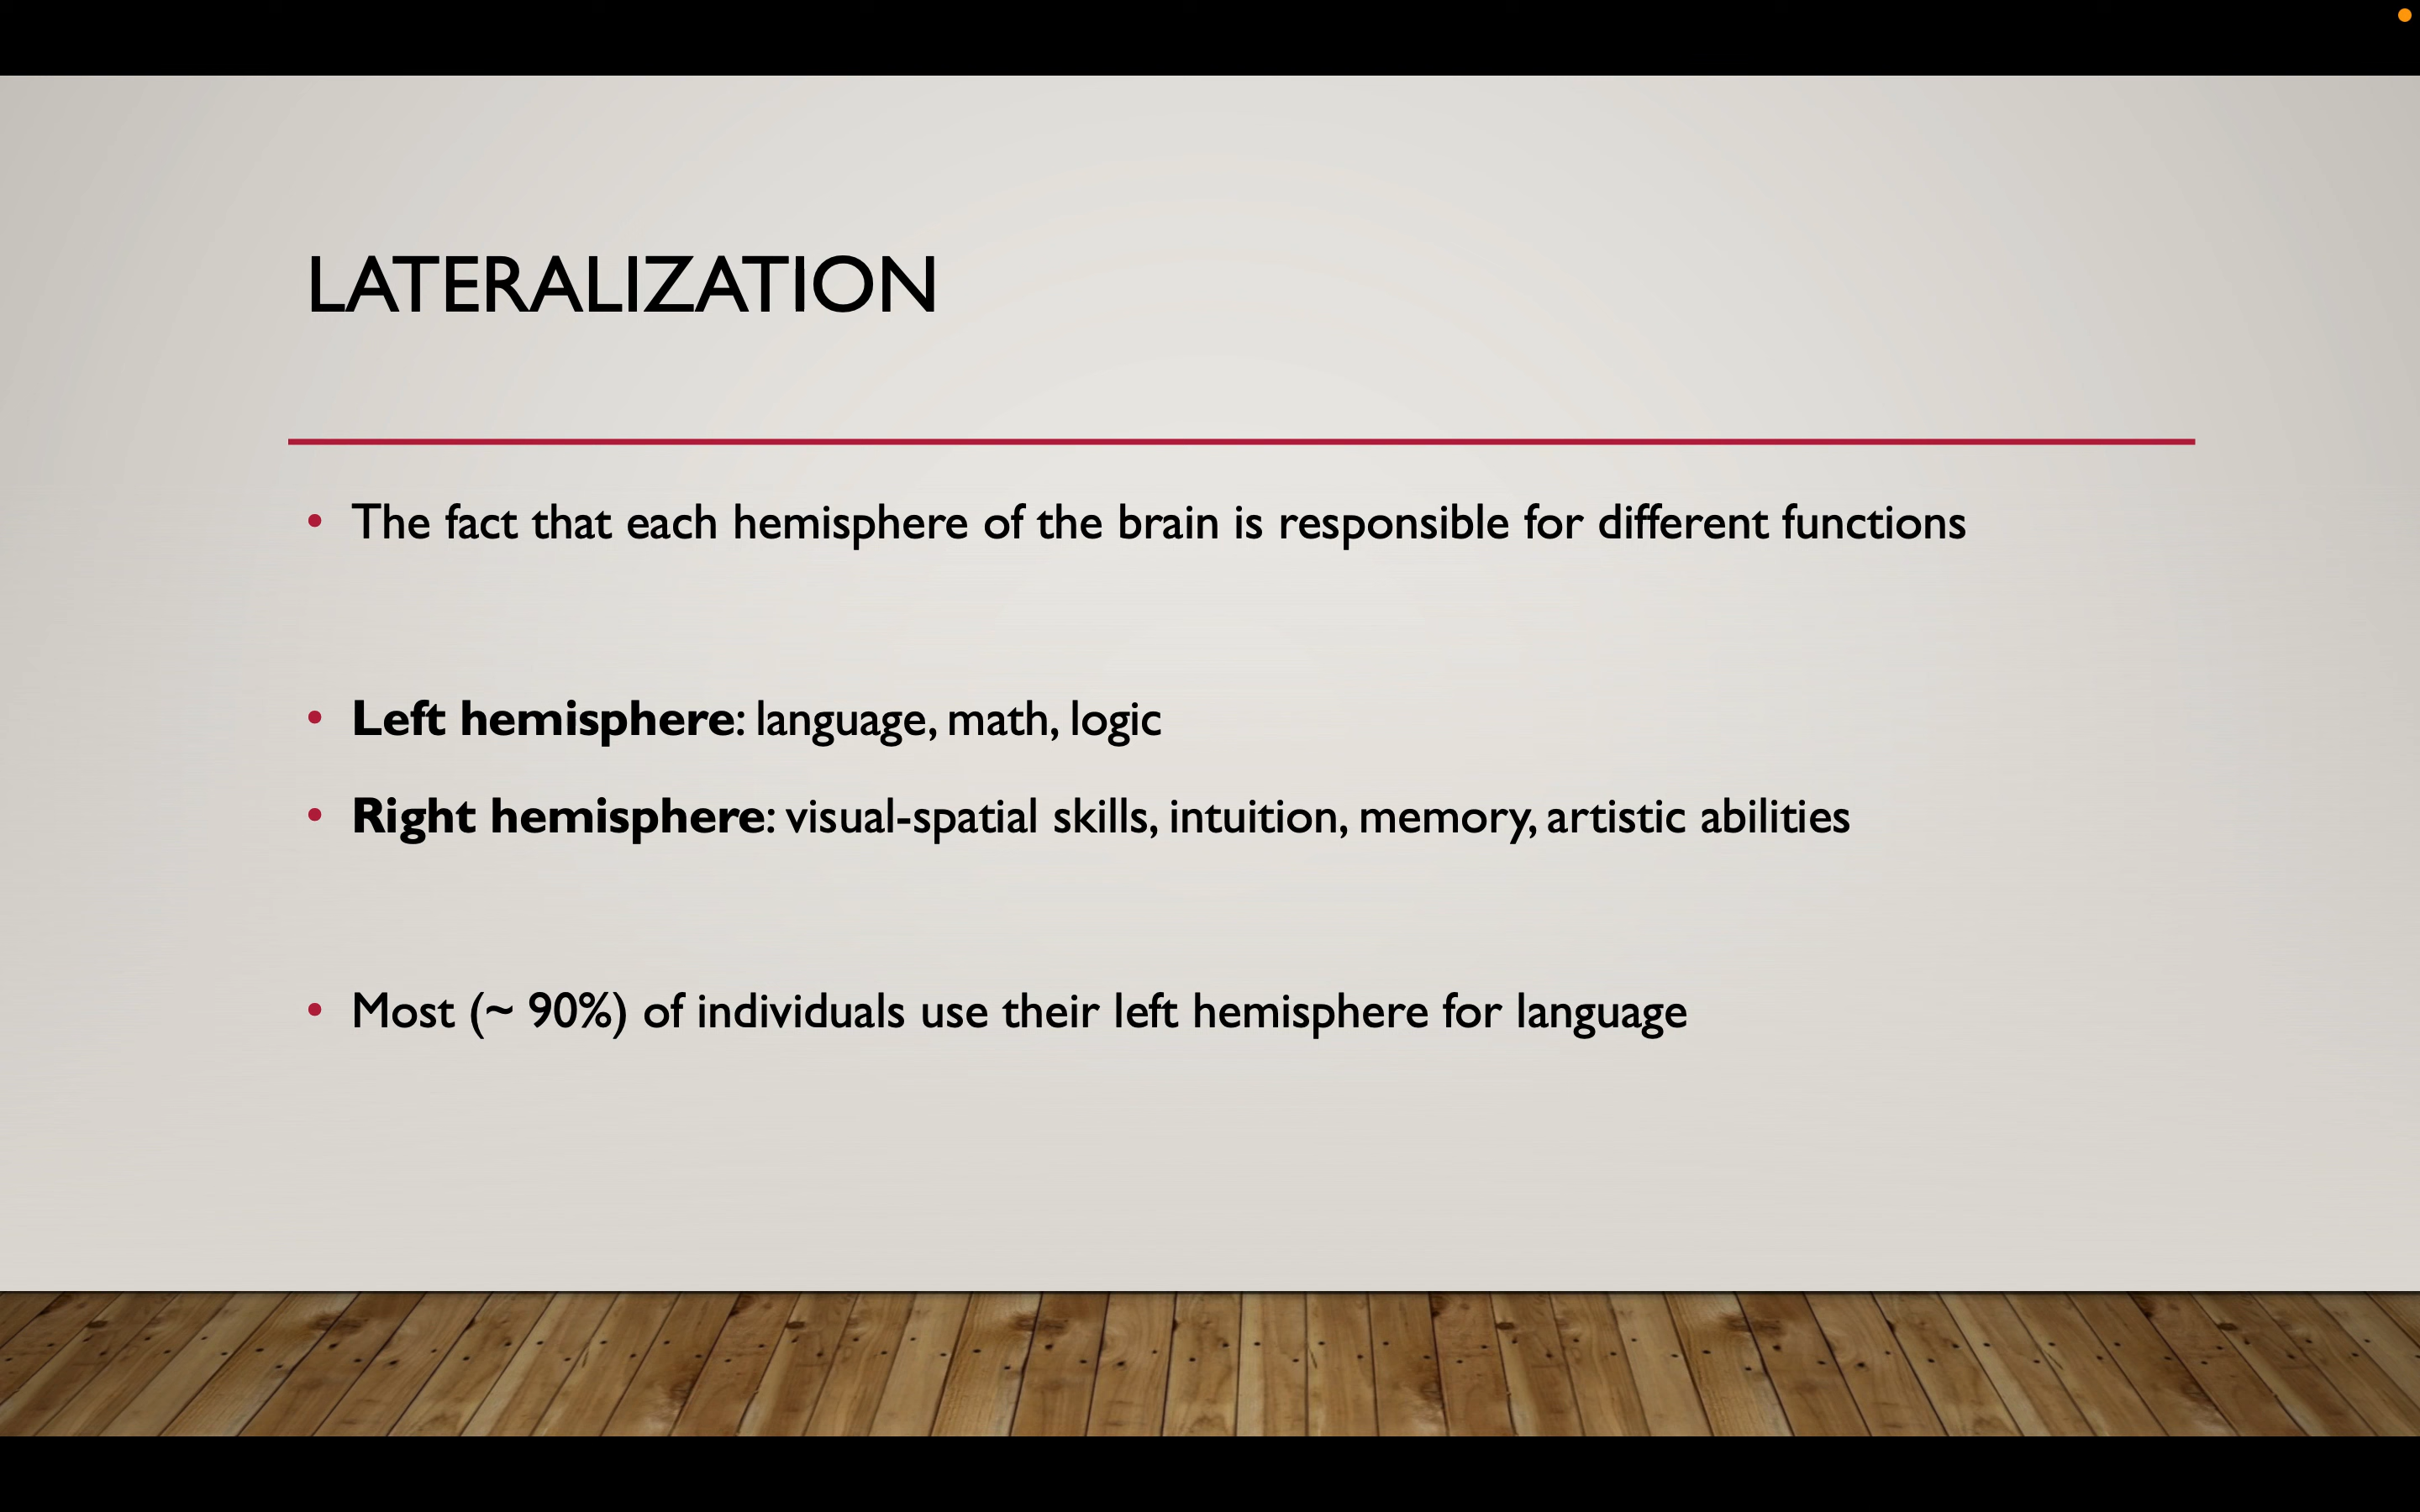 LATERALIZATION
• The fact that each hemisphere of the brain is responsible for different functions
• Left hemisphere: language, math, logic
• Right hemisphere: visual-spatial skills, intuition, memory, artistic abilities
• Most (~ 90%) of individuals use their left hemisphere for language